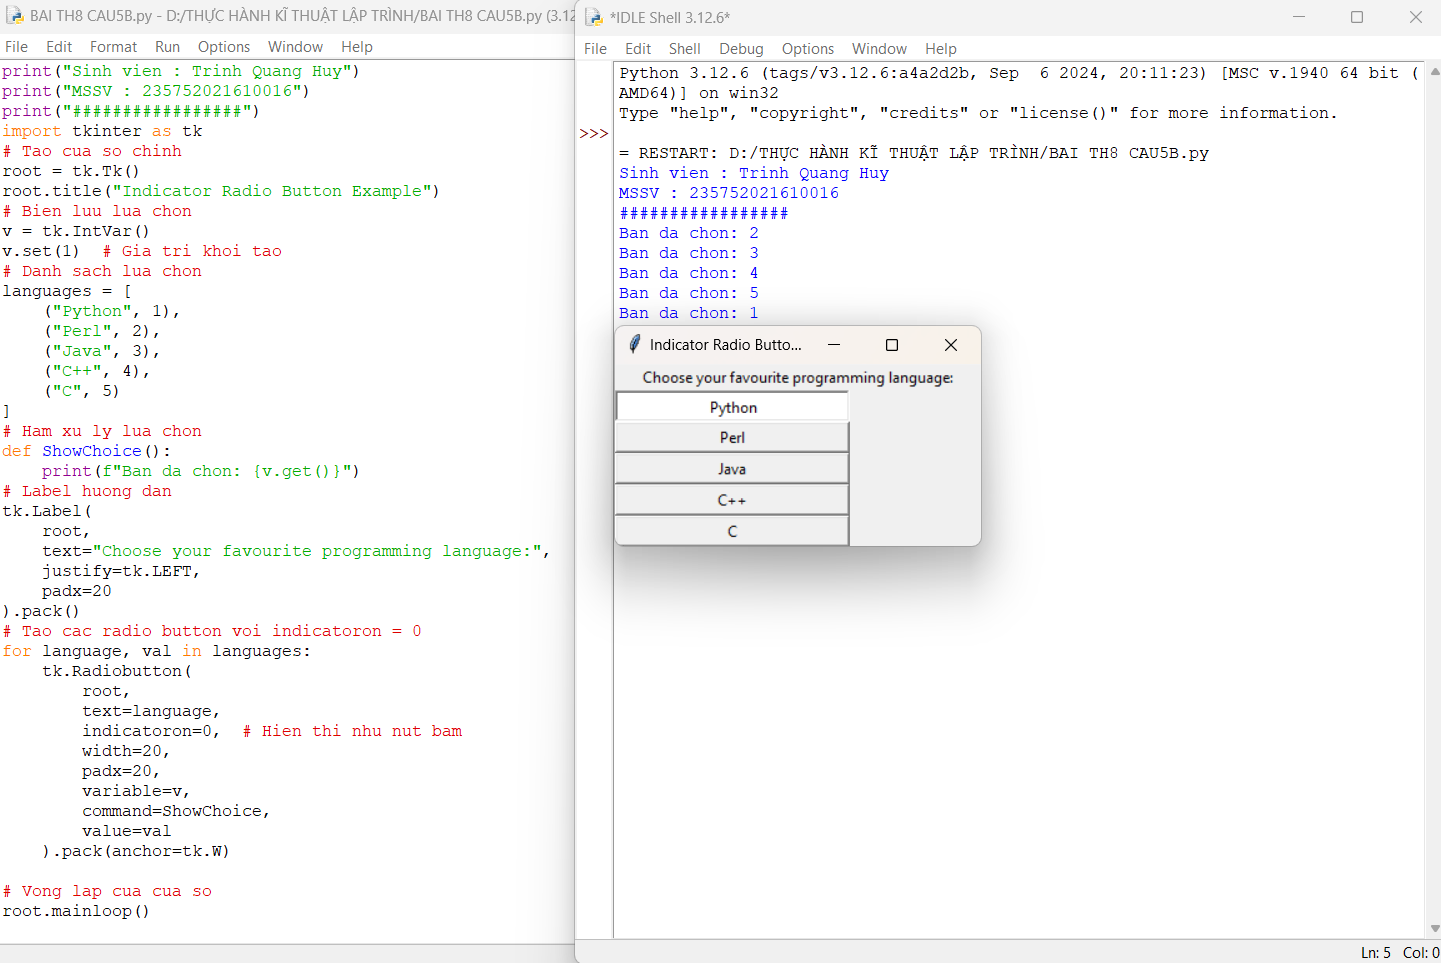 BAI TH8 CAU5B.py - D:/THỰC HÀNH KĨ THUẬT LẬP TRÌNH/BAI TH8 CAU5B.py (3.12
File Edit Format Run Options Window Help
print("Sinh vien : Trinh Quang Huy")
print("MSSV : 235752021610016")
print("#################")
import tkinter as tk
# Tao cua so chinh
root = tk.Tk()
root.title("Indicator Radio Button Example")
# Bien luu lua chon
v = tk.IntVar()
v.set(1)  # Gia tri khoi tao
# Danh sach lua chon
languages = [
    ("Python", 1),
    ("Perl", 2),
    ("Java", 3),
    ("C++", 4),
    ("C", 5)
]
# Ham xu ly lua chon
def ShowChoice():
    print(f"Ban da chon: {v.get()}")
# Label huong dan
tk.Label(
    root,
    text="Choose your favourite programming language:",
    justify=tk.LEFT,
    padx=20
).pack()
# Tao cac radio button voi indicatoron = 0
for language, val in languages:
    tk.Radiobutton(
        root,
        text=language,
        indicatoron=0,  # Hien thi nhu nut bam
        width=20,
        padx=20,
        variable=v,
        command=ShowChoice,
        value=val
    ).pack(anchor=tk.W)
# Vong lap cua cua so
root.mainloop()
*IDLE Shell 3.12.6*
File Edit Shell Debug Options Window Help
Python 3.12.6 (tags/v3.12.6:a4a2d2b, Sep  6 2024, 20:11:23) [MSC v.1940 64 bit (
AMD64)] on win32
Type "help", "copyright", "credits" or "license()" for more information.
>>>
= RESTART: D:/THỰC HÀNH KĨ THUẬT LẬP TRÌNH/BAI TH8 CAU5B.py
Sinh vien : Trinh Quang Huy
MSSV : 235752021610016
#################
Ban da chon: 2
Ban da chon: 3
Ban da chon: 4
Ban da chon: 5
Ban da chon: 1
Indicator Radio Butto...
Choose your favourite programming language:
Python
Perl
Java
C++
C
Ln: 5 Col: 0